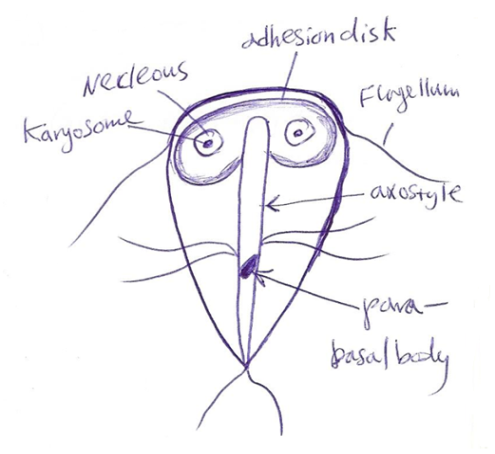 adhesion disk
Necleous
Flagellum
Karyosome
axostyle
para-
basal body